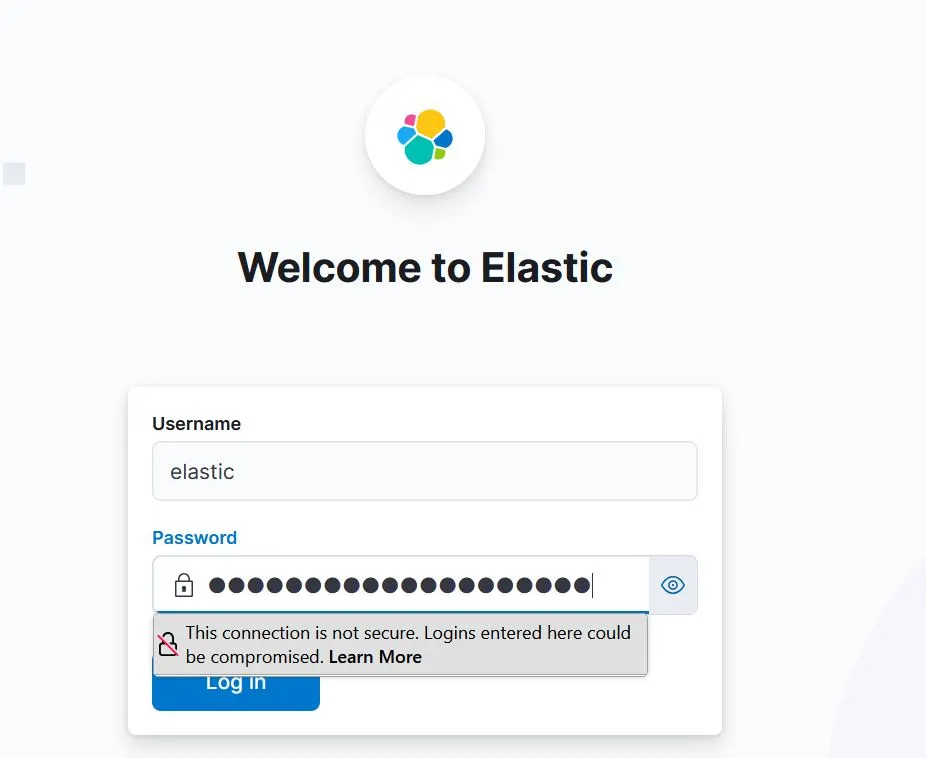 Welcome to Elastic
Username
elastic
Password
This connection is not secure. Logins entered here could
be compromised. Learn More
Log in